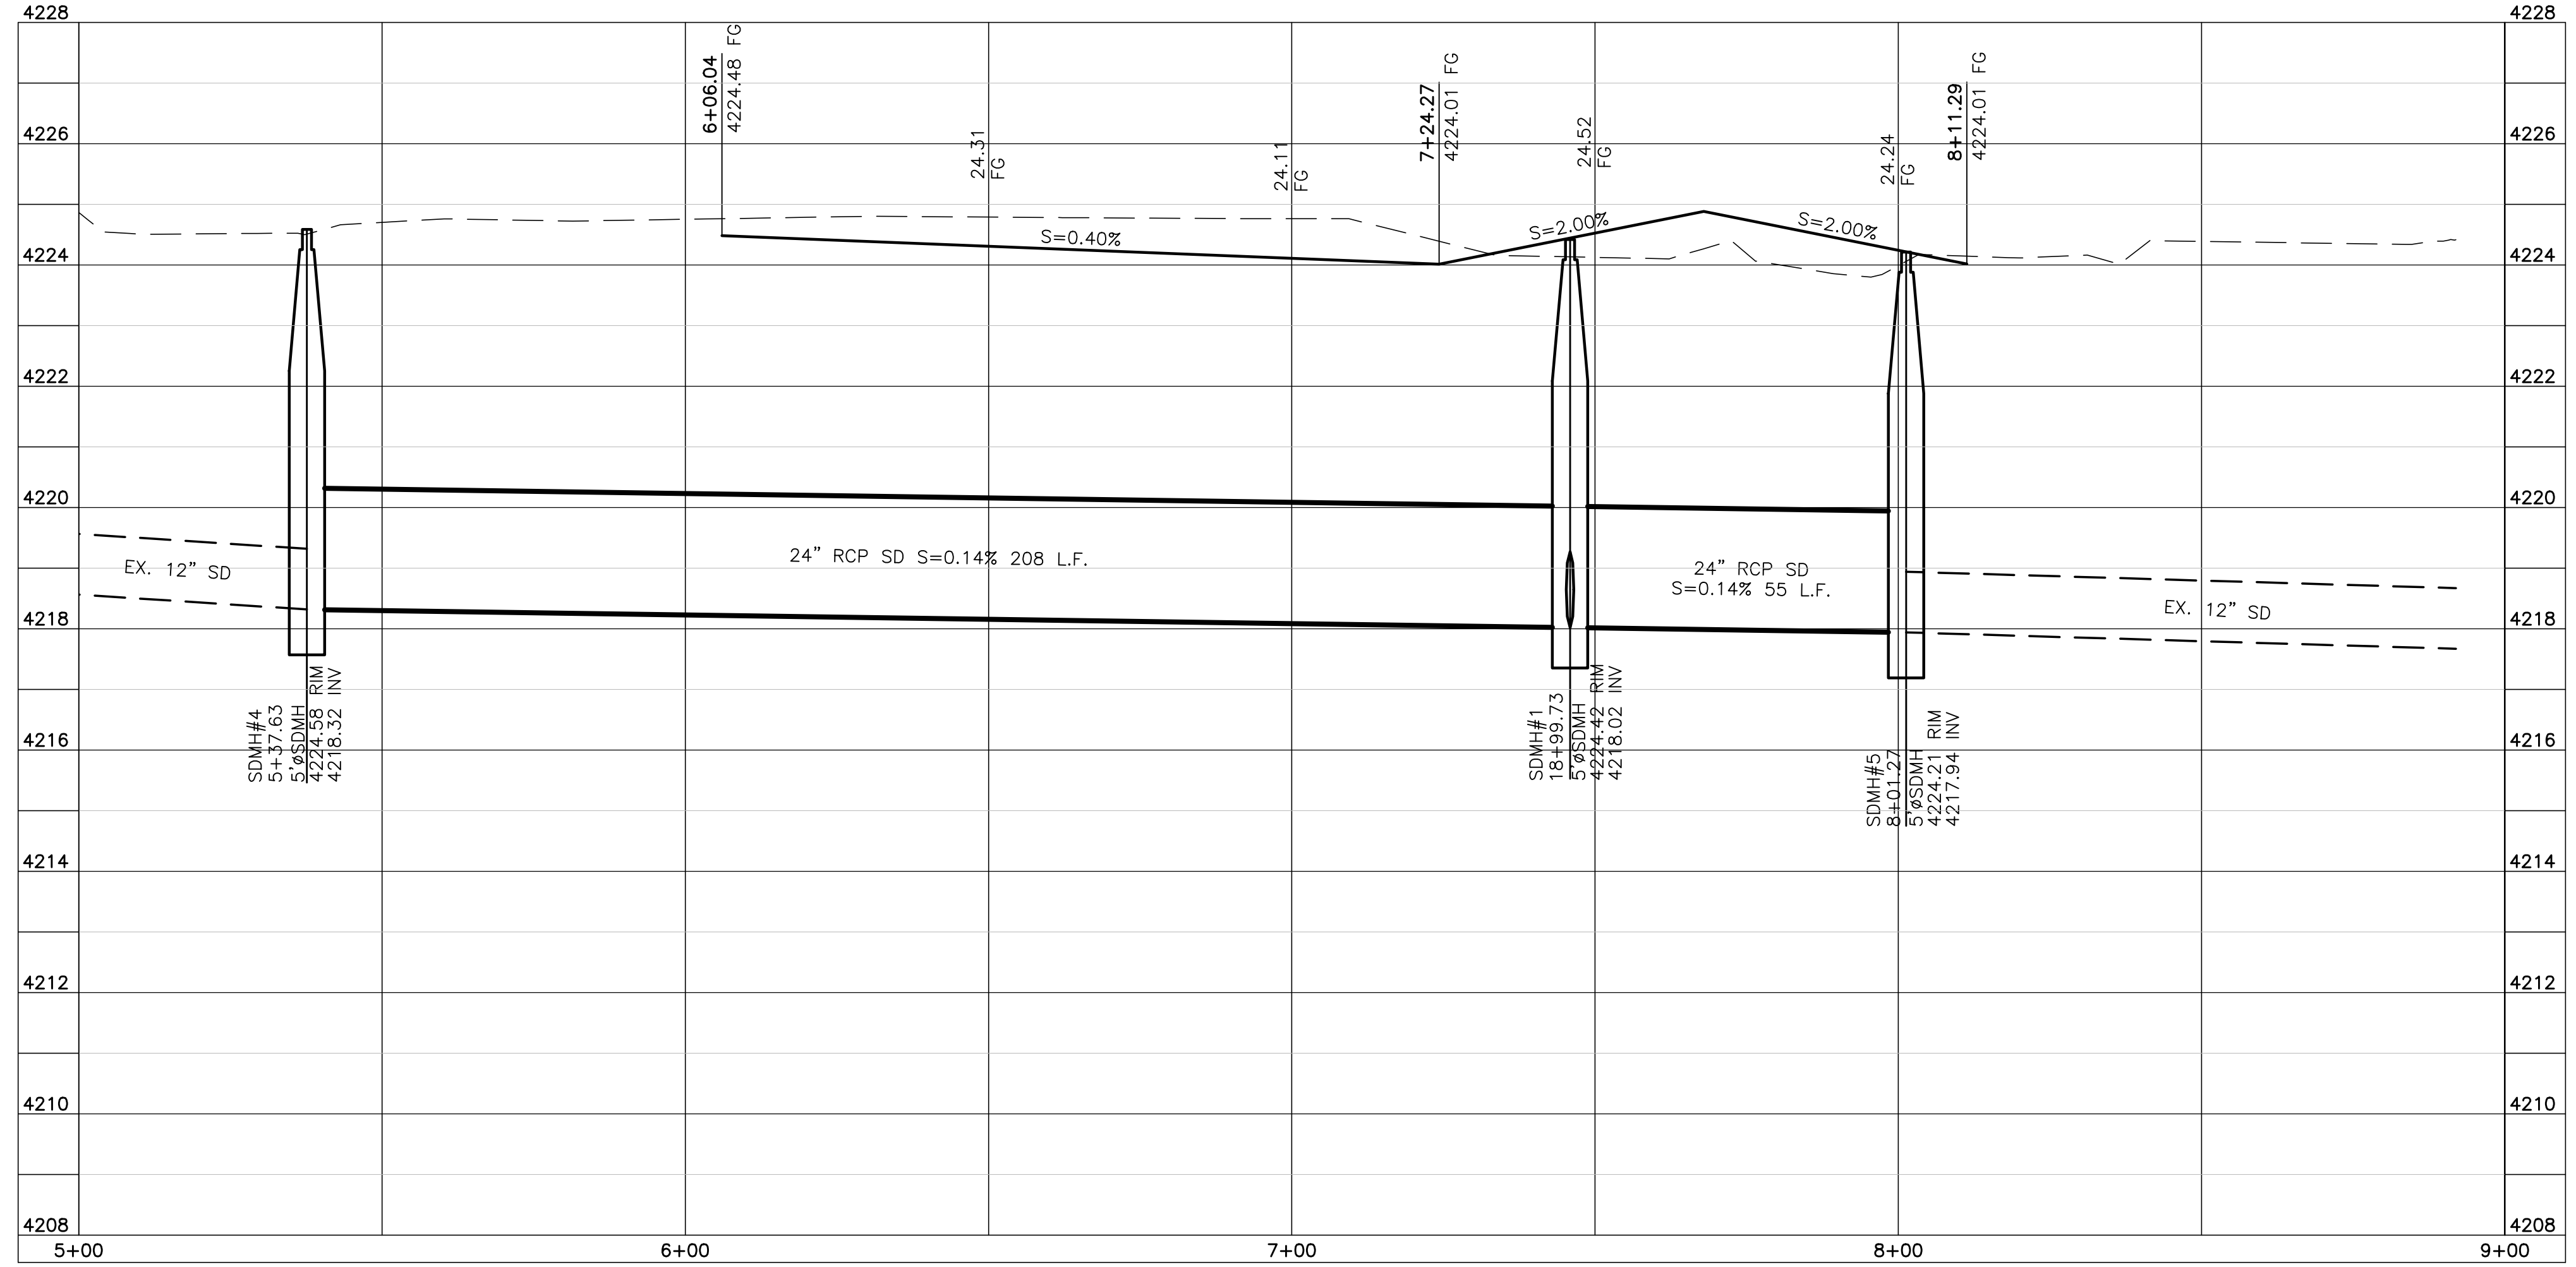 4228
4228
4226
4226
4224
4224
4222
4222
4220
4220
4218
4218
4216
4216
4214
4214
4212
4212
4210
4210
4208
4208
5+00
6+00
7+00
8+00
9+00
6+06.04
4224.48 FG
24.31
FG
24.11
FG
7+24.27
4224.01 FG
24.52
FG
24.24
FG
8+11.29
4224.01 FG
S=0.40%
S=2.00%
S=2.00%
EX. 12" SD
24" RCP SD S=0.14% 208 L.F.
24" RCP SD
S=0.14% 55 L.F.
EX. 12" SD
SDMH#4
5+37.63
5'øSDMH
4224.58 RIM
4218.32 INV
SDMH#1
18+99.73
5'øSDMH
4224.42 RIM
4218.02 INV
SDMH#5
8+01.27
5'øSDMH
4224.21 RIM
4217.94 INV